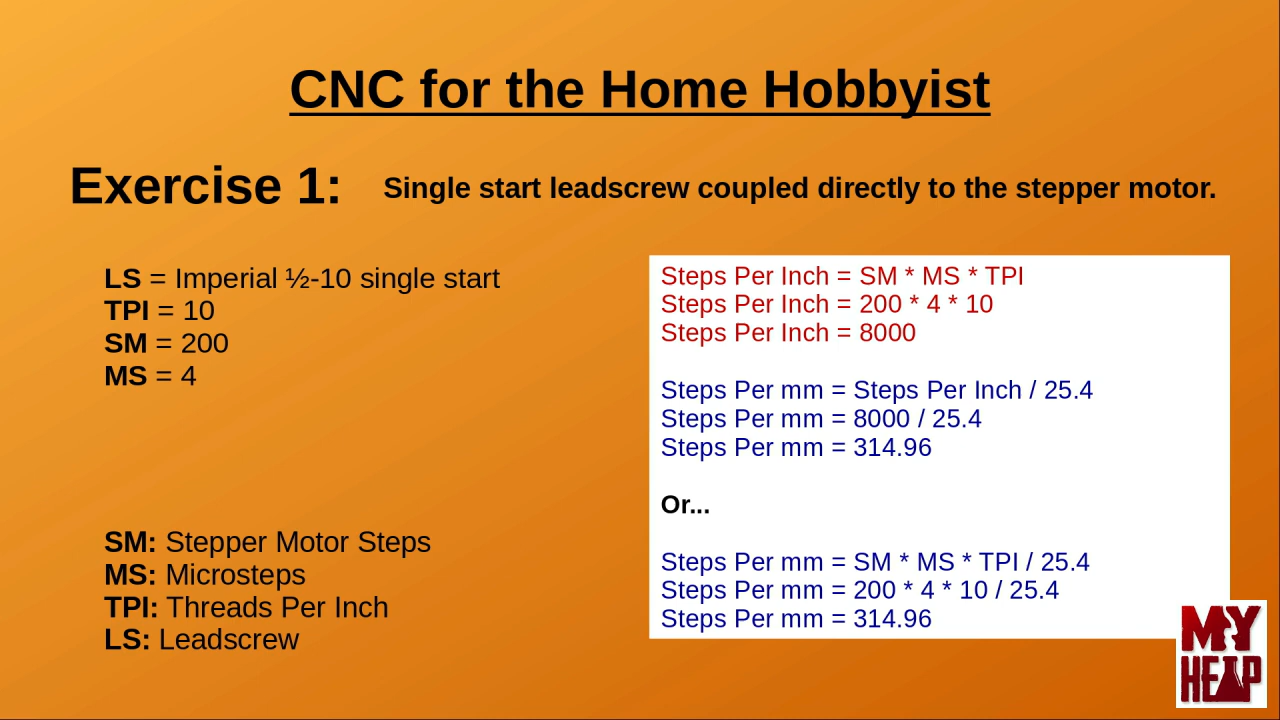 CNC for the Home Hobbyist
Exercise 1: Single start leadscrew coupled directly to the stepper motor.
LS = Imperial ½-10 single start
TPI = 10
SM = 200
MS = 4
SM: Stepper Motor Steps
MS: Microsteps
TPI: Threads Per Inch
LS: Leadscrew
Steps Per Inch = SM * MS * TPI
Steps Per Inch = 200 * 4 * 10
Steps Per Inch = 8000
Steps Per mm = Steps Per Inch / 25.4
Steps Per mm = 8000 / 25.4
Steps Per mm = 314.96
Or...
Steps Per mm = SM * MS * TPI / 25.4
Steps Per mm = 200 * 4 * 10 / 25.4
Steps Per mm = 314.96
MY
HEAP